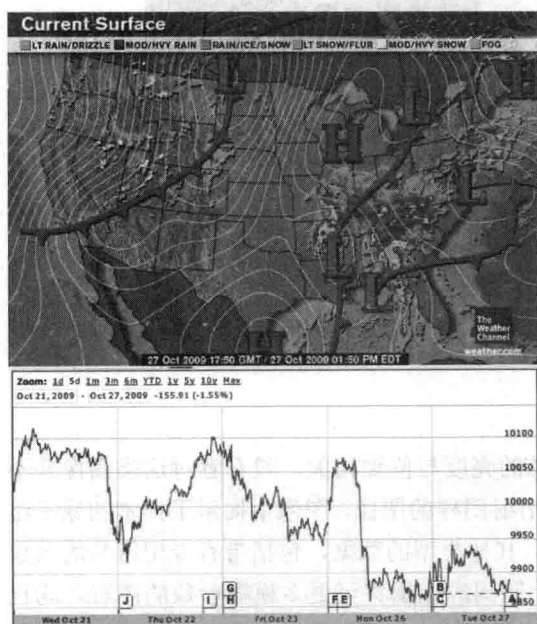 Current Surface
LT RAIN/DRIZZLE MOD/HVY RAIN RAIN/ICE/SNOW LT SNOW/FLUR MOD/HVY SNOW FOG
L
H
L
H
L
L
L
H
The
Weather
Channel
weather.com
27 Oct 2009 17:50 GMT / 27 Oct 2009 01:50 PM EDT
Zoom: 1d 5d 1m 3m 6m YTD 1y 5y 10y Max
Oct 21, 2009 - Oct 27, 2009 -155.91 (-1.55%)
10100
10050
10000
9950
9900
9850
G
B
J I H F E C A
Wed Oct 21 Thu Oct 22 Fri Oct 23 Mon Oct 26 Tue Oct 27